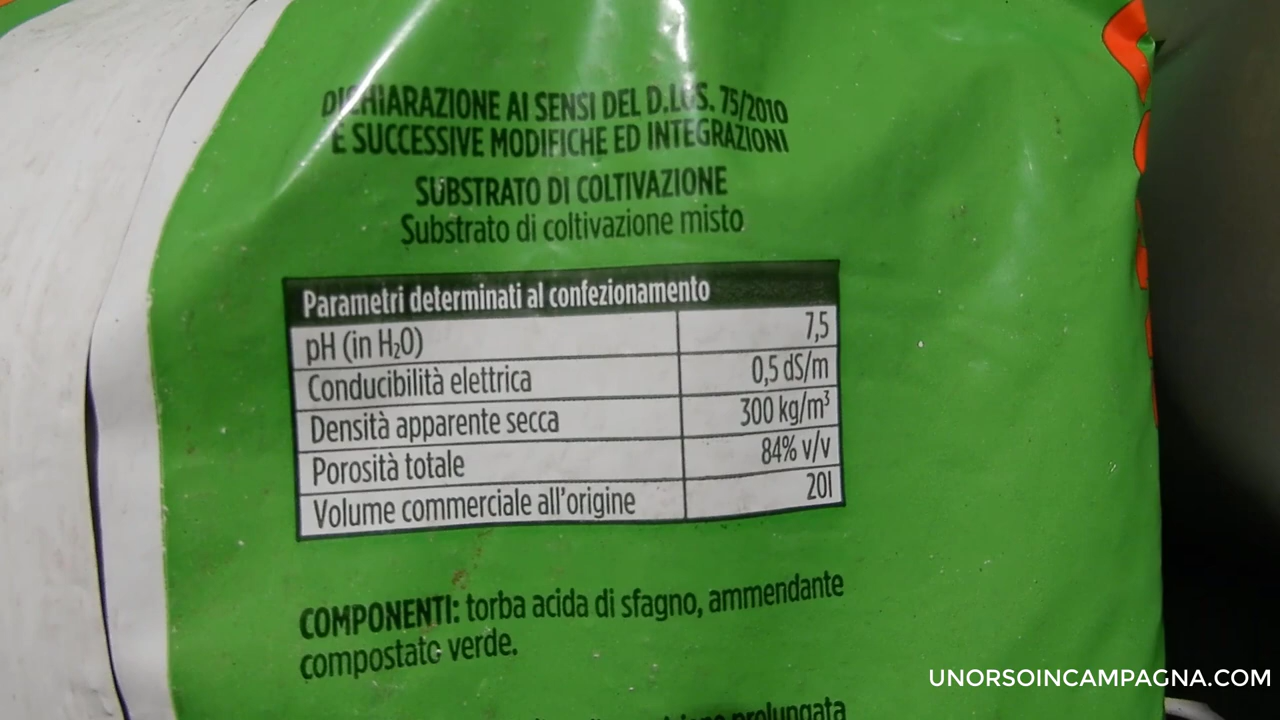 DICHIARAZIONE AI SENSI DEL D.LGS. 75/2010
E SUCCESSIVE MODIFICHE ED INTEGRAZIONI
SUBSTRATO DI COLTIVAZIONE
Substrato di coltivazione misto
Parametri determinati al confezionamento
pH (in H₂O) 7,5
Conducibilità elettrica 0,5 dS/m
Densità apparente secca 300 kg/m³
Porosità totale 84% v/v
Volume commerciale all'origine 20l
COMPONENTI: torba acida di sfagno, ammendante
compostato verde.
prolungata
UNORSOINCAMPAGNA.COM